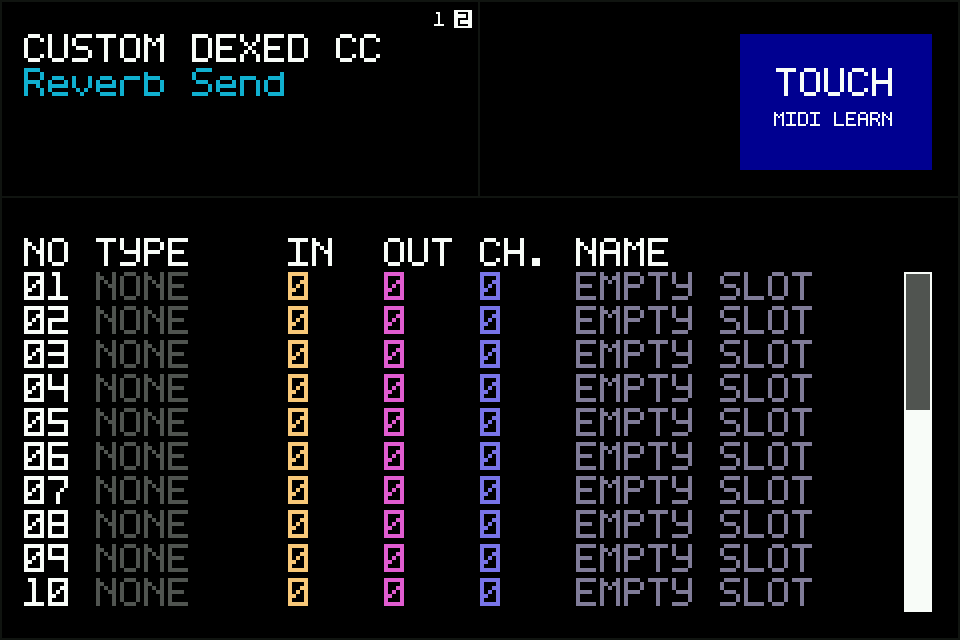 1 2
CUSTOM DEXED CC
Reverb Send
TOUCH
MIDI LEARN
NO TYPE IN OUT CH. NAME
01 NONE 0 0 0 EMPTY SLOT
02 NONE 0 0 0 EMPTY SLOT
03 NONE 0 0 0 EMPTY SLOT
04 NONE 0 0 0 EMPTY SLOT
05 NONE 0 0 0 EMPTY SLOT
06 NONE 0 0 0 EMPTY SLOT
07 NONE 0 0 0 EMPTY SLOT
08 NONE 0 0 0 EMPTY SLOT
09 NONE 0 0 0 EMPTY SLOT
10 NONE 0 0 0 EMPTY SLOT